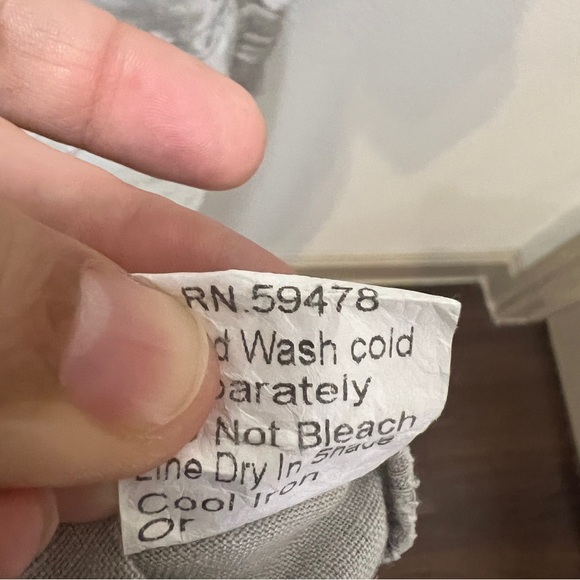 RN.59478
d Wash cold
parately
Not Bleach
Line Dry In Shade
Cool Iron
Or